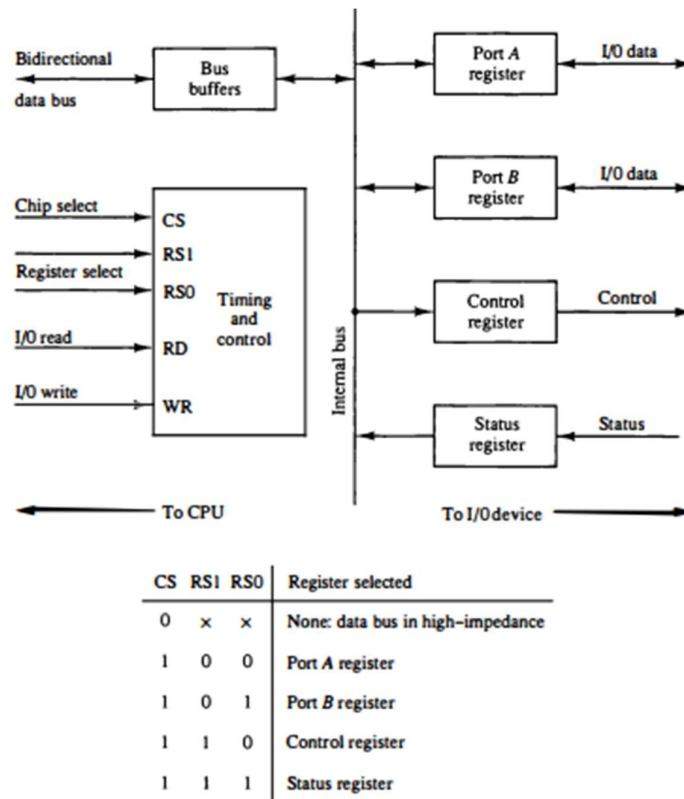 Bidirectional
data bus
Bus
buffers
Port A
register
I/0 data
Port B
register
I/0 data
Chip select
CS
RS1
Register select
RS0
Timing
and
control
I/0 read
RD
I/0 write
WR
Internal bus
Control
register
Control
Status
register
Status
To CPU
To I/0 device
CS RS1 RS0 Register selected
0 × × None: data bus in high-impedance
1 0 0 Port A register
1 0 1 Port B register
1 1 0 Control register
1 1 1 Status register